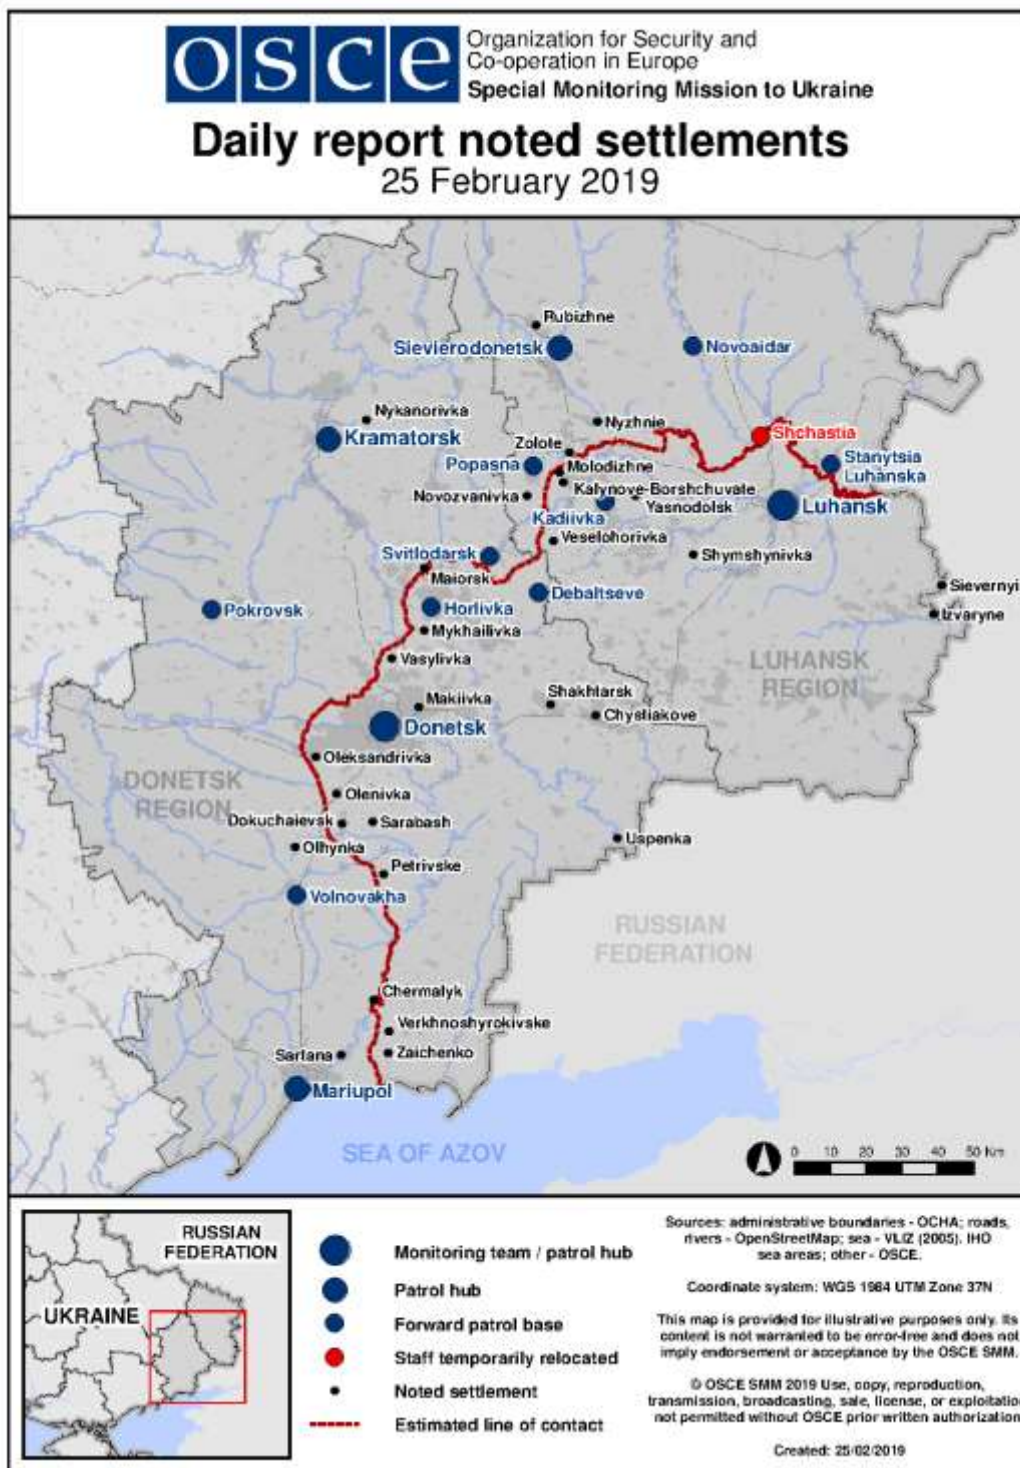 osce
Organization for Security and
Co-operation in Europe
Special Monitoring Mission to Ukraine
Daily report noted settlements
25 February 2019
Rubizhne
Sievierodonetsk
Novoaidar
Nykanorivka
Kramatorsk
Nyzhnie
Shchastia
Zolote
Popasna
Molodizhne
Stanytsia
Luhanska
Kalynove-Borshchuvate
Novozvanivka
Yasnodolsk
Luhansk
Kadiivka
Veselohorivka
Svitlodarsk
Shymshynivka
Maiorsk
Debaltseve
Sievernyi
Pokrovsk
Horlivka
Izvaryne
Mykhailivka
Vasylivka
LUHANSK
REGION
Makiivka
Shakhtarsk
Chystiakove
Donetsk
Oleksandrivka
DONETSK
REGION
Olenivka
Dokuchaievsk
Sarabash
Olhynka
Uspenka
Petrivske
Volnovakha
RUSSIAN
FEDERATION
Chermalyk
Verkhnoshyrokivske
Sartana
Zaichenko
Mariupol
SEA OF AZOV
0 10 20 30 40 50 Km
RUSSIAN
FEDERATION
UKRAINE
Monitoring team / patrol hub
Patrol hub
Forward patrol base
Staff temporarily relocated
Noted settlement
Estimated line of contact
Sources: administrative boundaries - OCHA; roads,
rivers - OpenStreetMap; sea - VLIZ (2005). IHO
sea areas; other - OSCE.
Coordinate system: WGS 1984 UTM Zone 37N
This map is provided for illustrative purposes only. Its
content is not warranted to be error-free and does not
imply endorsement or acceptance by the OSCE SMM.
© OSCE SMM 2019 Use, copy, reproduction,
transmission, broadcasting, sale, license, or exploitation
not permitted without OSCE prior written authorization
Created: 25/02/2019